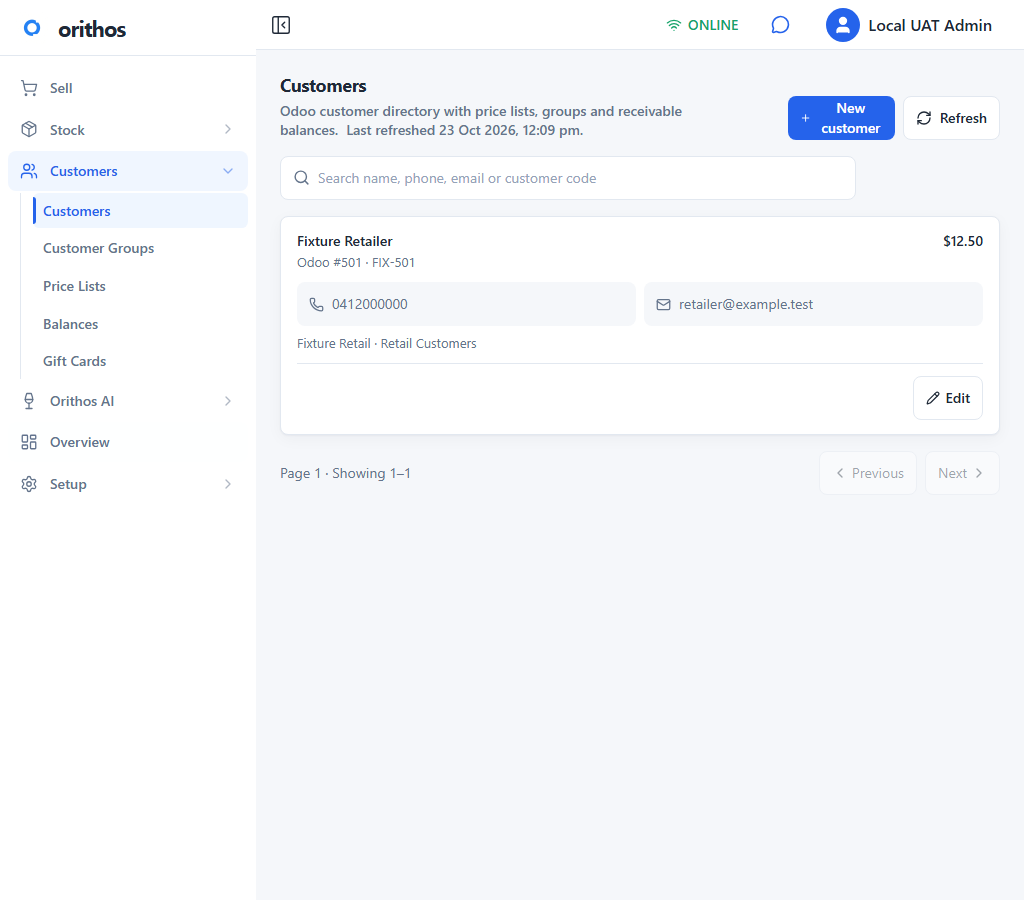 orithos
ONLINE
Local UAT Admin
Sell
Stock
Customers
Customers
Customer Groups
Price Lists
Balances
Gift Cards
Orithos AI
Overview
Setup
Customers
Odoo customer directory with price lists, groups and receivable
balances. Last refreshed 23 Oct 2026, 12:09 pm.
+ New
customer
Refresh
Search name, phone, email or customer code
Fixture Retailer
$12.50
Odoo #501 · FIX-501
0412000000
retailer@example.test
Fixture Retail · Retail Customers
Edit
Page 1 · Showing 1–1
Previous
Next